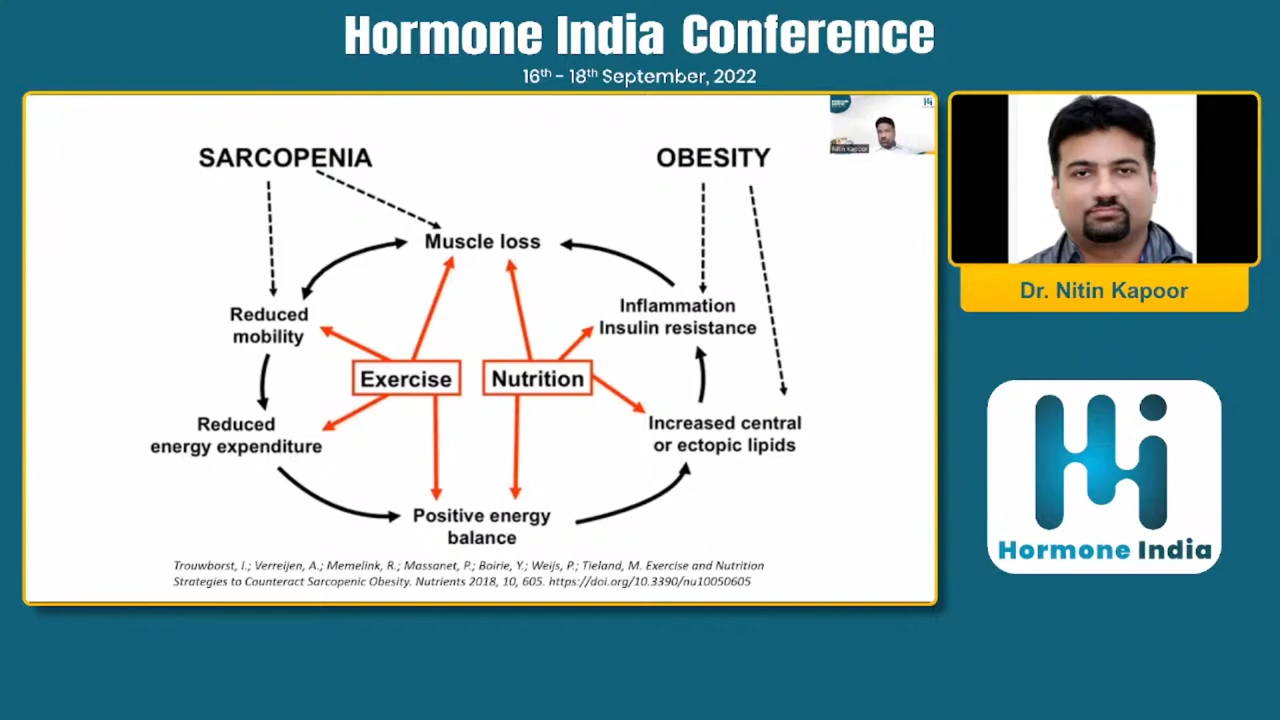 Hormone India Conference
16th - 18th September, 2022
SARCOPENIA
OBESITY
Nitin Kapoor
Muscle loss
Reduced
mobility
Inflammation
Insulin resistance
Exercise
Nutrition
Reduced
energy expenditure
Increased central
or ectopic lipids
Positive energy
balance
Trouwborst, I.; Verreijen, A.; Memelink, R.; Massanet, P.; Boirie, Y.; Weijs, P.; Tieland, M. Exercise and Nutrition
Strategies to Counteract Sarcopenic Obesity. Nutrients 2018, 10, 605. https://doi.org/10.3390/nu10050605
Dr. Nitin Kapoor
Hi
Hormone India